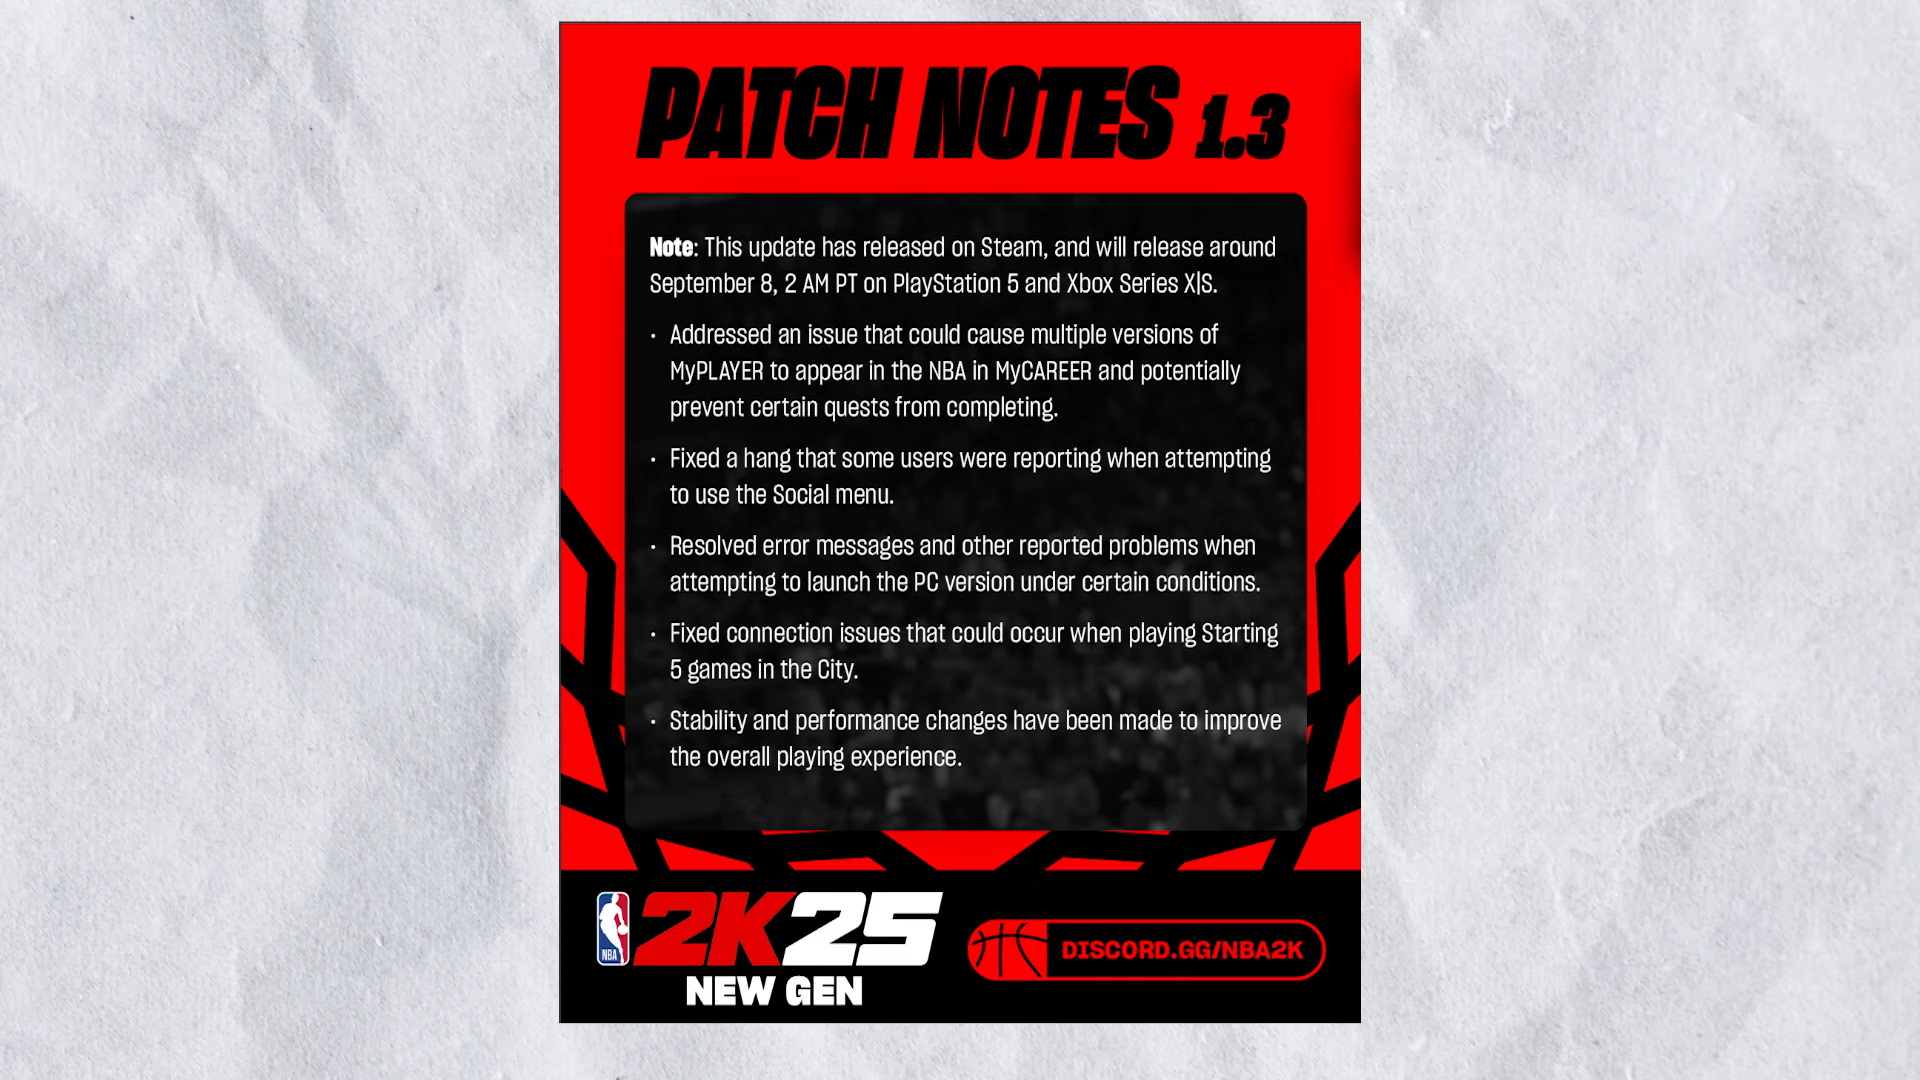 PATCH NOTES 1.3
Note: This update has released on Steam, and will release around
September 8, 2 AM PT on PlayStation 5 and Xbox Series X|S.
· Addressed an issue that could cause multiple versions of
MyPLAYER to appear in the NBA in MyCAREER and potentially
prevent certain quests from completing.
· Fixed a hang that some users were reporting when attempting
to use the Social menu.
· Resolved error messages and other reported problems when
attempting to launch the PC version under certain conditions.
· Fixed connection issues that could occur when playing Starting
5 games in the City.
· Stability and performance changes have been made to improve
the overall playing experience.
NBA
2K25
NEW GEN
DISCORD.GG/NBA2K